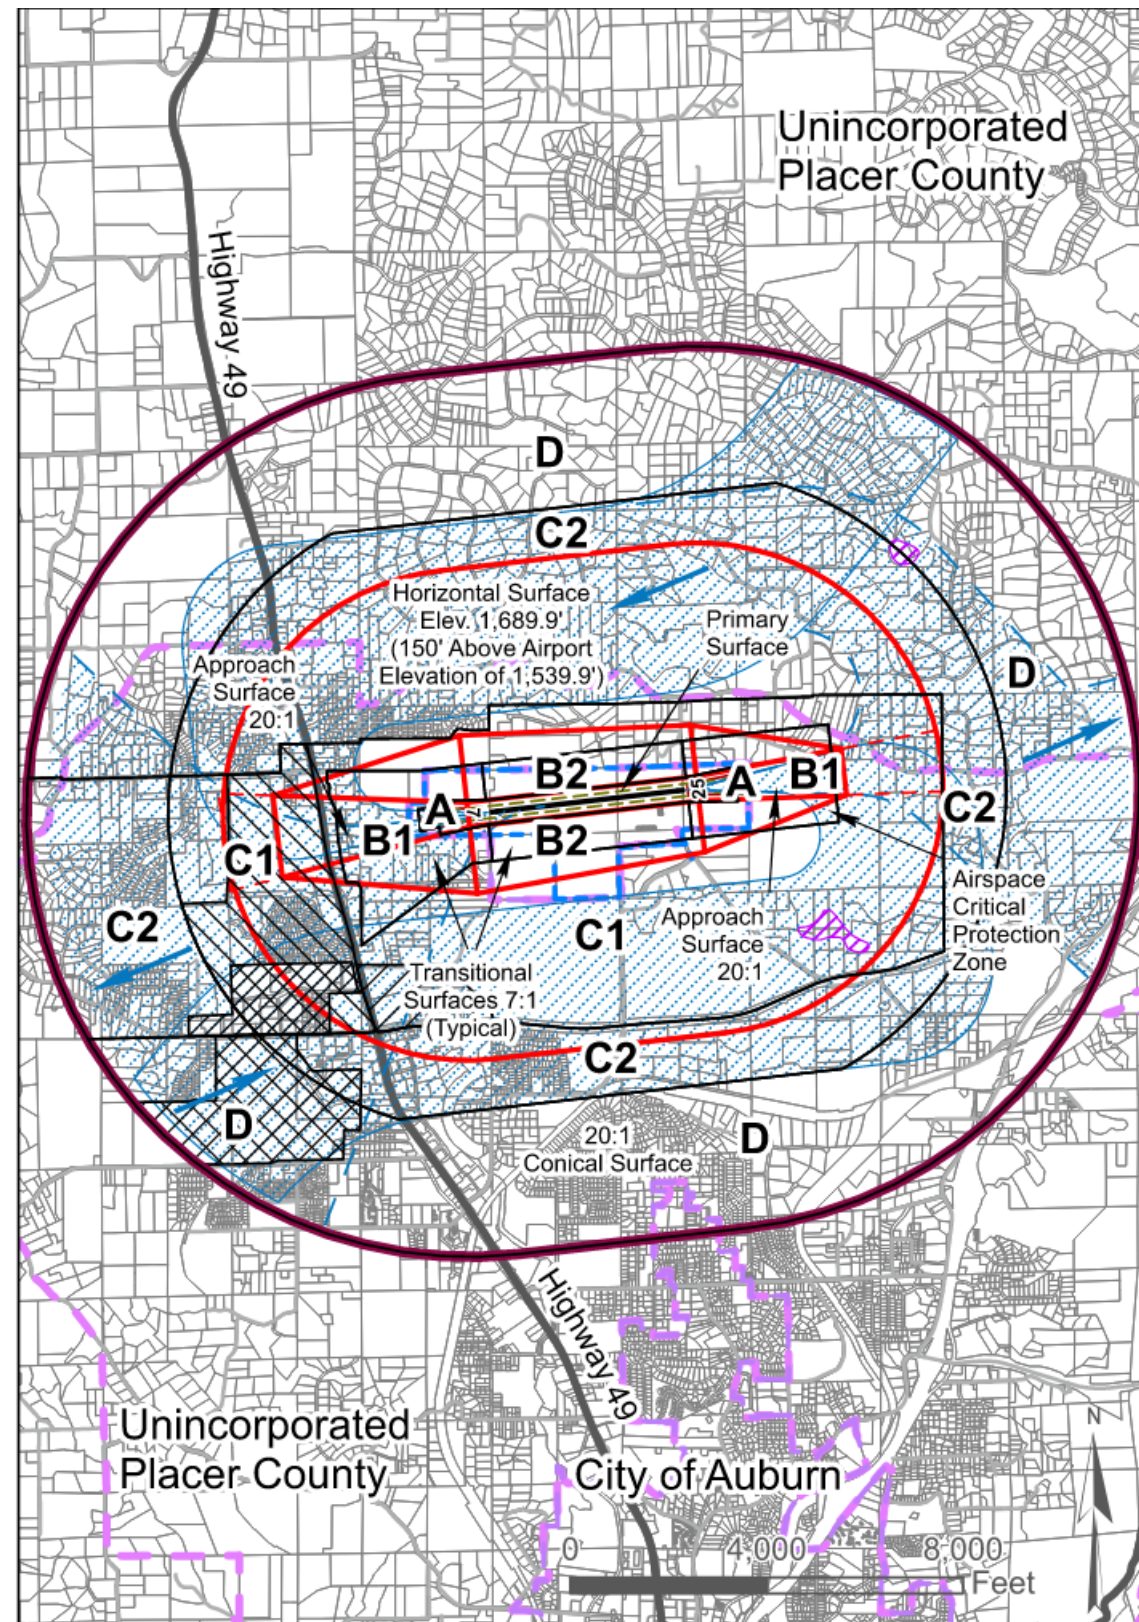 Unincorporated
Placer County
Highway 49
D
C2
Horizontal Surface
Elev. 1,689.9'
(150' Above Airport
Elevation of 1,539.9')
Primary
Surface
Approach
Surface
20:1
D
B2
A
25
A
B1
7
B1
B2
C2
C1
C2
Airspace
Critical
Protection
Zone
C1
Approach
Surface
20:1
Transitional
Surfaces 7:1
(Typical)
C2
D
D
20:1
Conical Surface
Highway 49
Unincorporated
Placer County
City of Auburn
N
0 4,000 8,000
Feet